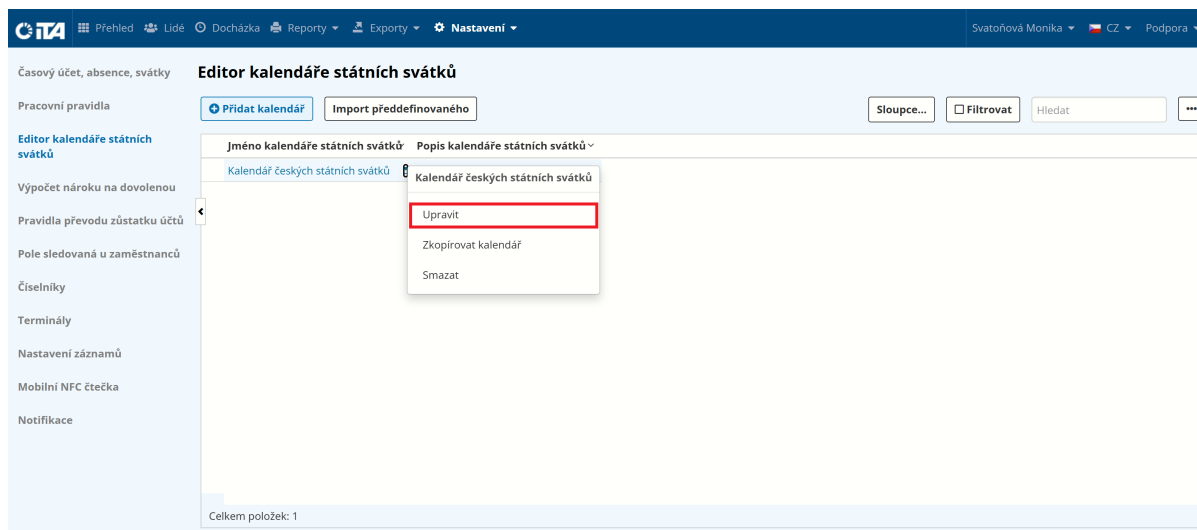 iTA Přehled Lidé Docházka Reporty Exporty Nastavení Svatoňová Monika CZ Podpora
Časový účet, absence, svátky
Pracovní pravidla
Editor kalendáře státních
svátků
Výpočet nároku na dovolenou
Pravidla převodu zůstatku účtů
Pole sledovaná u zaměstnanců
Číselníky
Terminály
Nastavení záznamů
Mobilní NFC čtečka
Notifikace
Editor kalendáře státních svátků
Přidat kalendář Import předdefinovaného Sloupce... Filtrovat Hledat
Jméno kalendáře státních svátků Popis kalendáře státních svátků
Kalendář českých státních svátků
Kalendář českých státních svátků
Upravit
Zkopírovat kalendář
Smazat
Celkem položek: 1